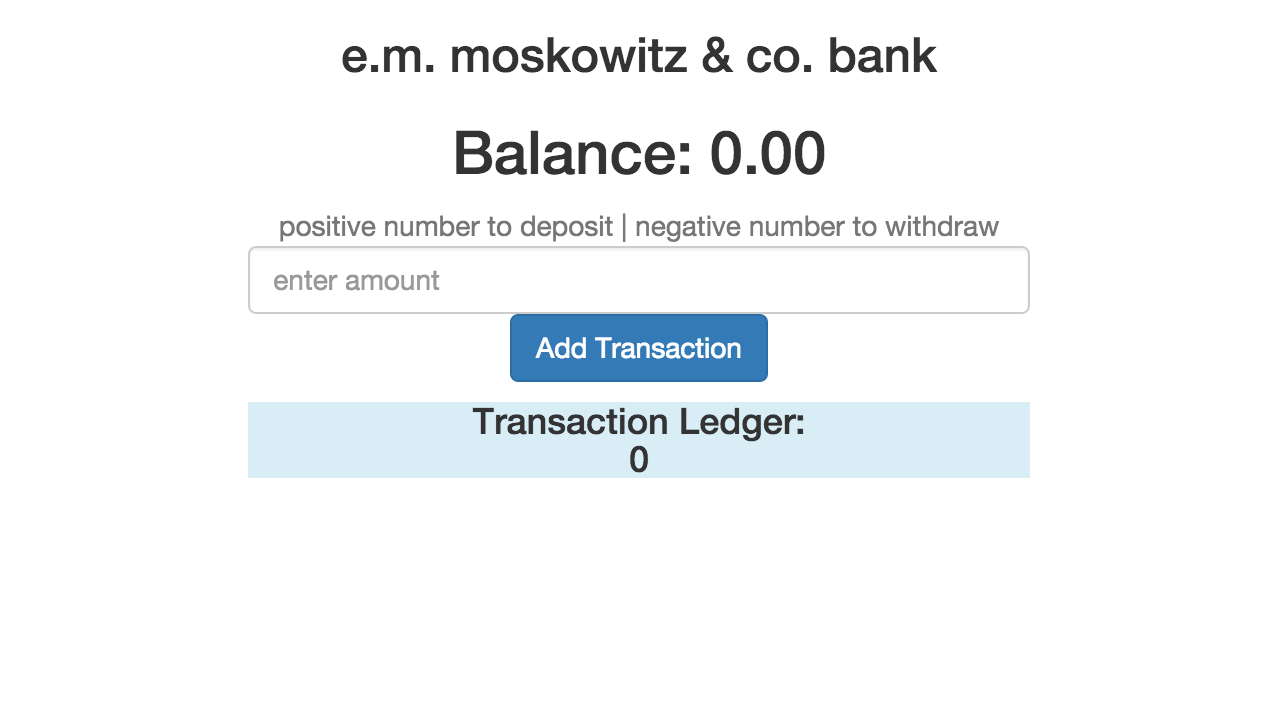 e.m. moskowitz & co. bank
Balance: 0.00
positive number to deposit | negative number to withdraw
enter amount
Add Transaction
Transaction Ledger:
0